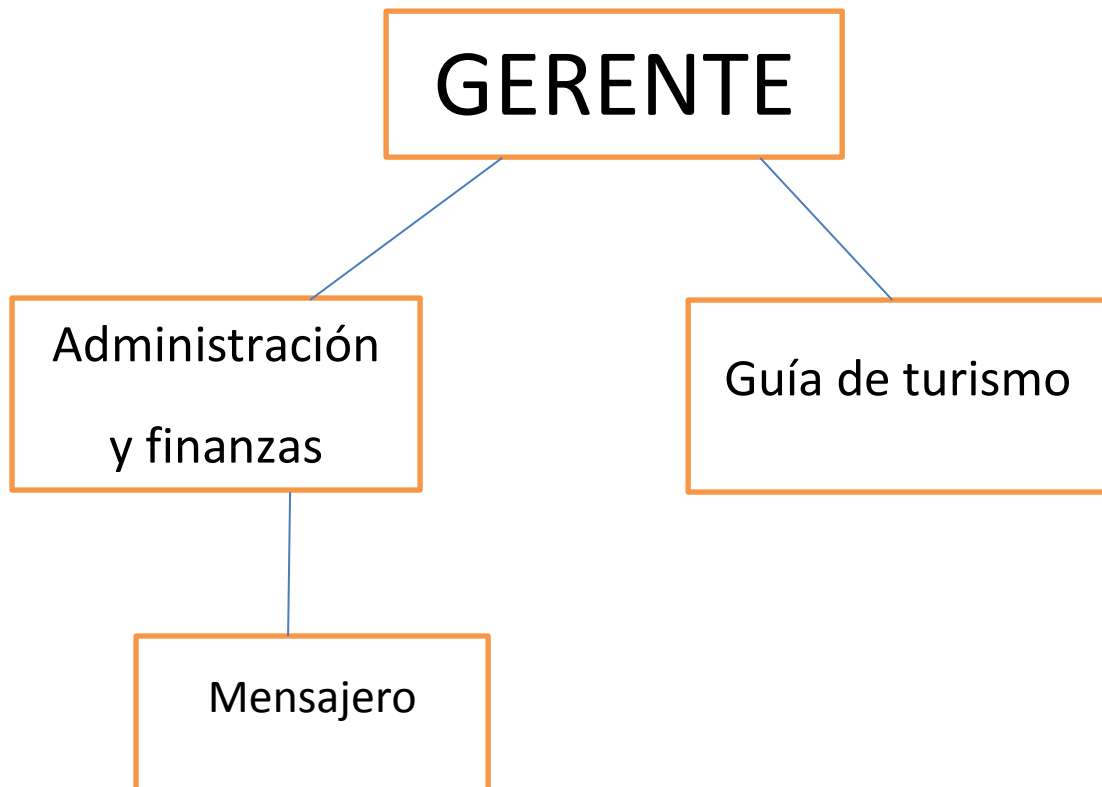 GERENTE
Administración
y finanzas
Guía de turismo
Mensajero